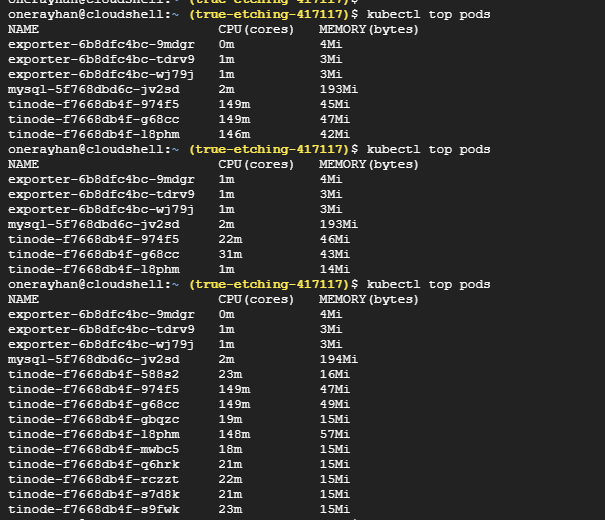 onerayhan@cloudshell:~ (true-etching-417117)$
onerayhan@cloudshell:~ (true-etching-417117)$ kubectl top pods
NAME CPU(cores) MEMORY(bytes)
exporter-6b8dfc4bc-9mdgr 0m 4Mi
exporter-6b8dfc4bc-tdrv9 1m 3Mi
exporter-6b8dfc4bc-wj79j 1m 3Mi
mysql-5f768dbd6c-jv2sd 2m 193Mi
tinode-f7668db4f-974f5 149m 45Mi
tinode-f7668db4f-g68cc 149m 47Mi
tinode-f7668db4f-l8phm 146m 42Mi
onerayhan@cloudshell:~ (true-etching-417117)$ kubectl top pods
NAME CPU(cores) MEMORY(bytes)
exporter-6b8dfc4bc-9mdgr 1m 4Mi
exporter-6b8dfc4bc-tdrv9 1m 3Mi
exporter-6b8dfc4bc-wj79j 1m 3Mi
mysql-5f768dbd6c-jv2sd 2m 193Mi
tinode-f7668db4f-974f5 22m 46Mi
tinode-f7668db4f-g68cc 31m 43Mi
tinode-f7668db4f-l8phm 1m 14Mi
onerayhan@cloudshell:~ (true-etching-417117)$ kubectl top pods
NAME CPU(cores) MEMORY(bytes)
exporter-6b8dfc4bc-9mdgr 0m 4Mi
exporter-6b8dfc4bc-tdrv9 1m 3Mi
exporter-6b8dfc4bc-wj79j 1m 3Mi
mysql-5f768dbd6c-jv2sd 2m 194Mi
tinode-f7668db4f-588s2 23m 16Mi
tinode-f7668db4f-974f5 149m 47Mi
tinode-f7668db4f-g68cc 149m 49Mi
tinode-f7668db4f-gbqzc 19m 15Mi
tinode-f7668db4f-l8phm 148m 57Mi
tinode-f7668db4f-mwbc5 18m 15Mi
tinode-f7668db4f-q6hrk 21m 15Mi
tinode-f7668db4f-rczzt 22m 15Mi
tinode-f7668db4f-s7d8k 21m 15Mi
tinode-f7668db4f-s9fwk 23m 15Mi